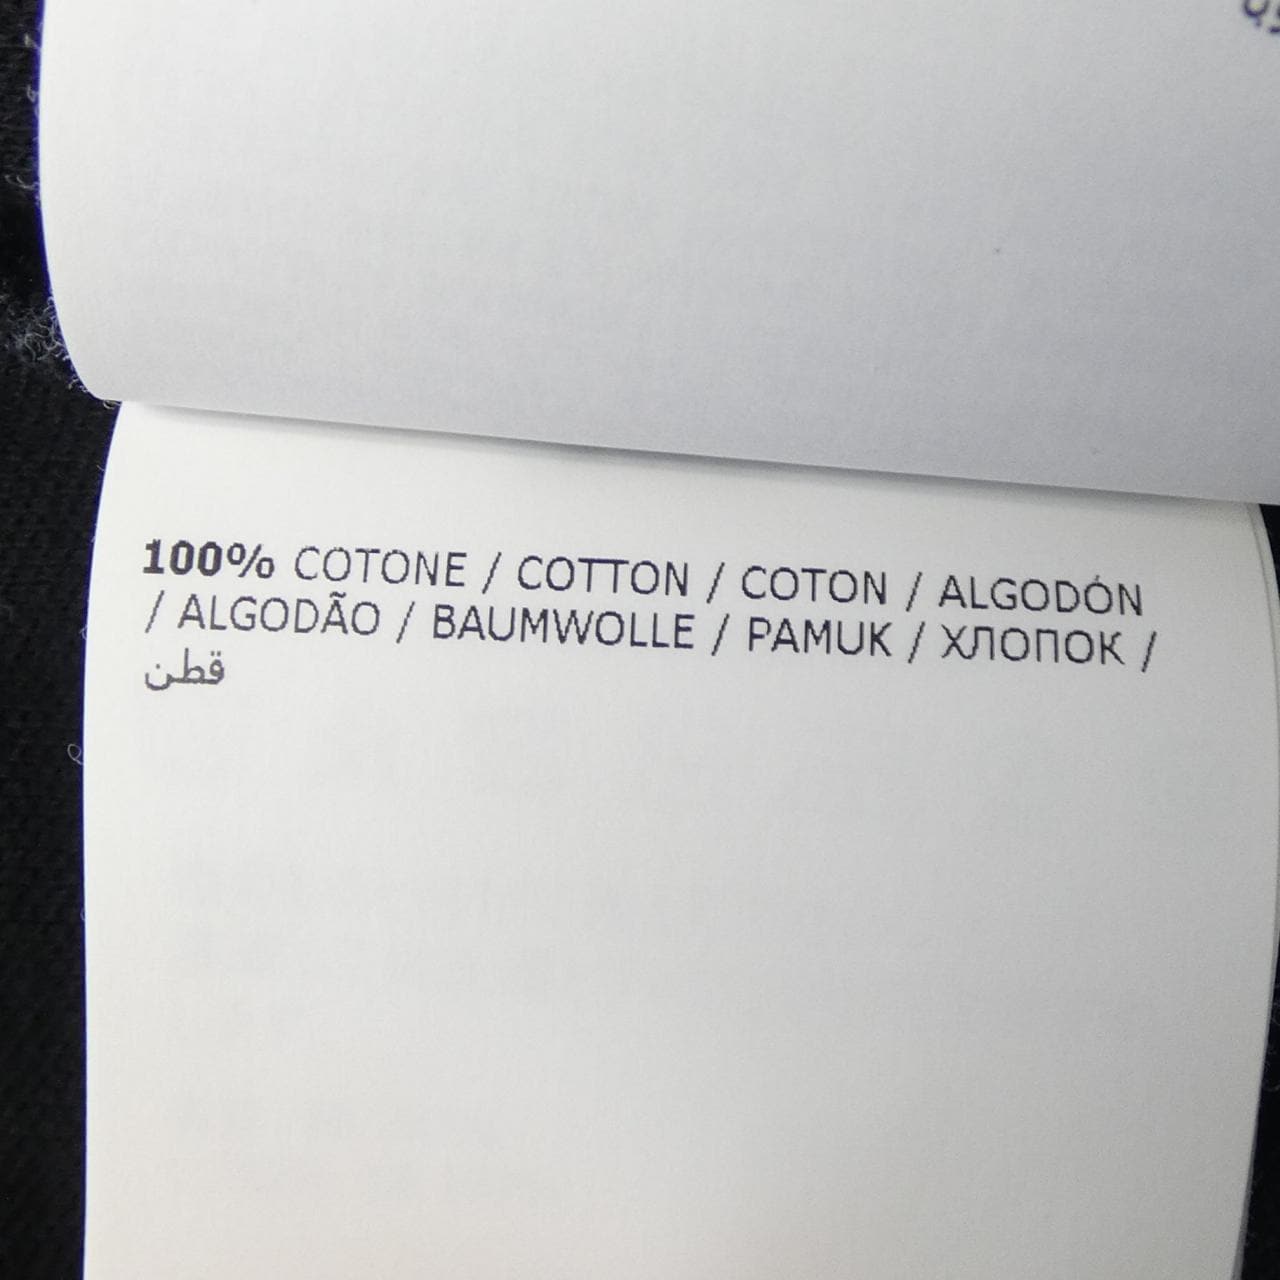 100% COTONE / COTTON / COTON / ALGODÓN
/ ALGODÃO / BAUMWOLLE / PAMUK / ХЛОПОК /
قطن